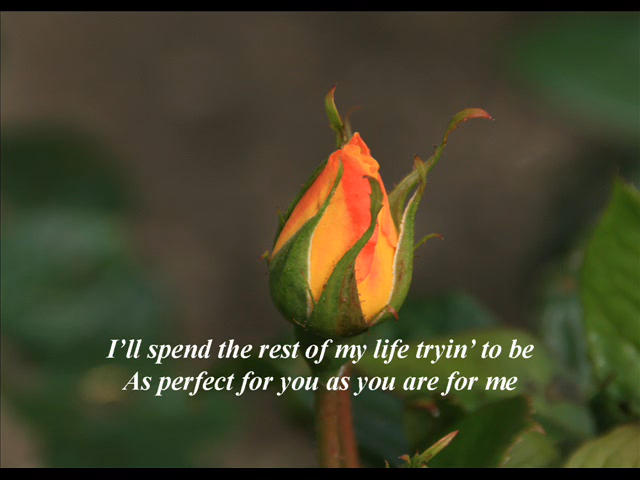 I’ll spend the rest of my life tryin’ to be
As perfect for you as you are for me